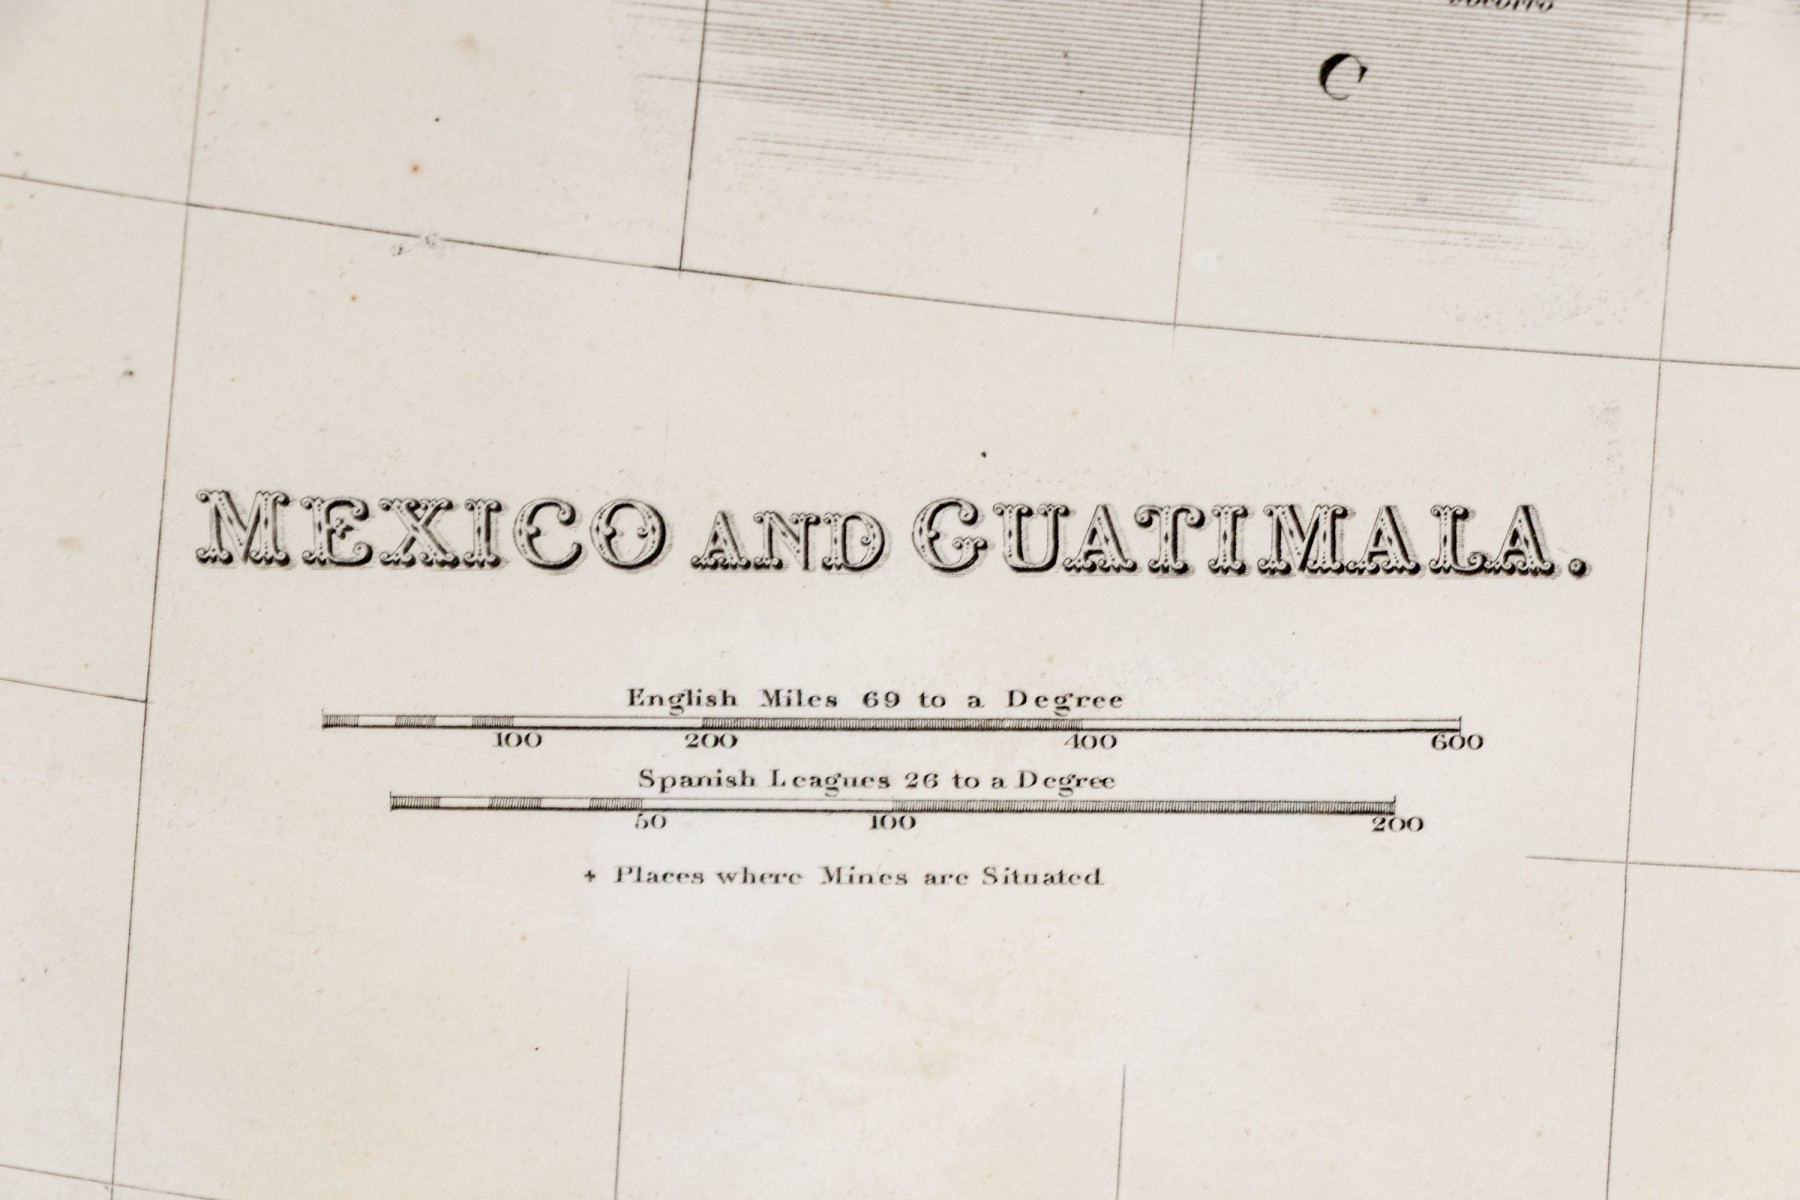 Socorro
C
MEXICO AND GUATIMALA.
English Miles 69 to a Degree
100 200 400 600
Spanish Leagues 26 to a Degree
50 100 200
+ Places where Mines are Situated